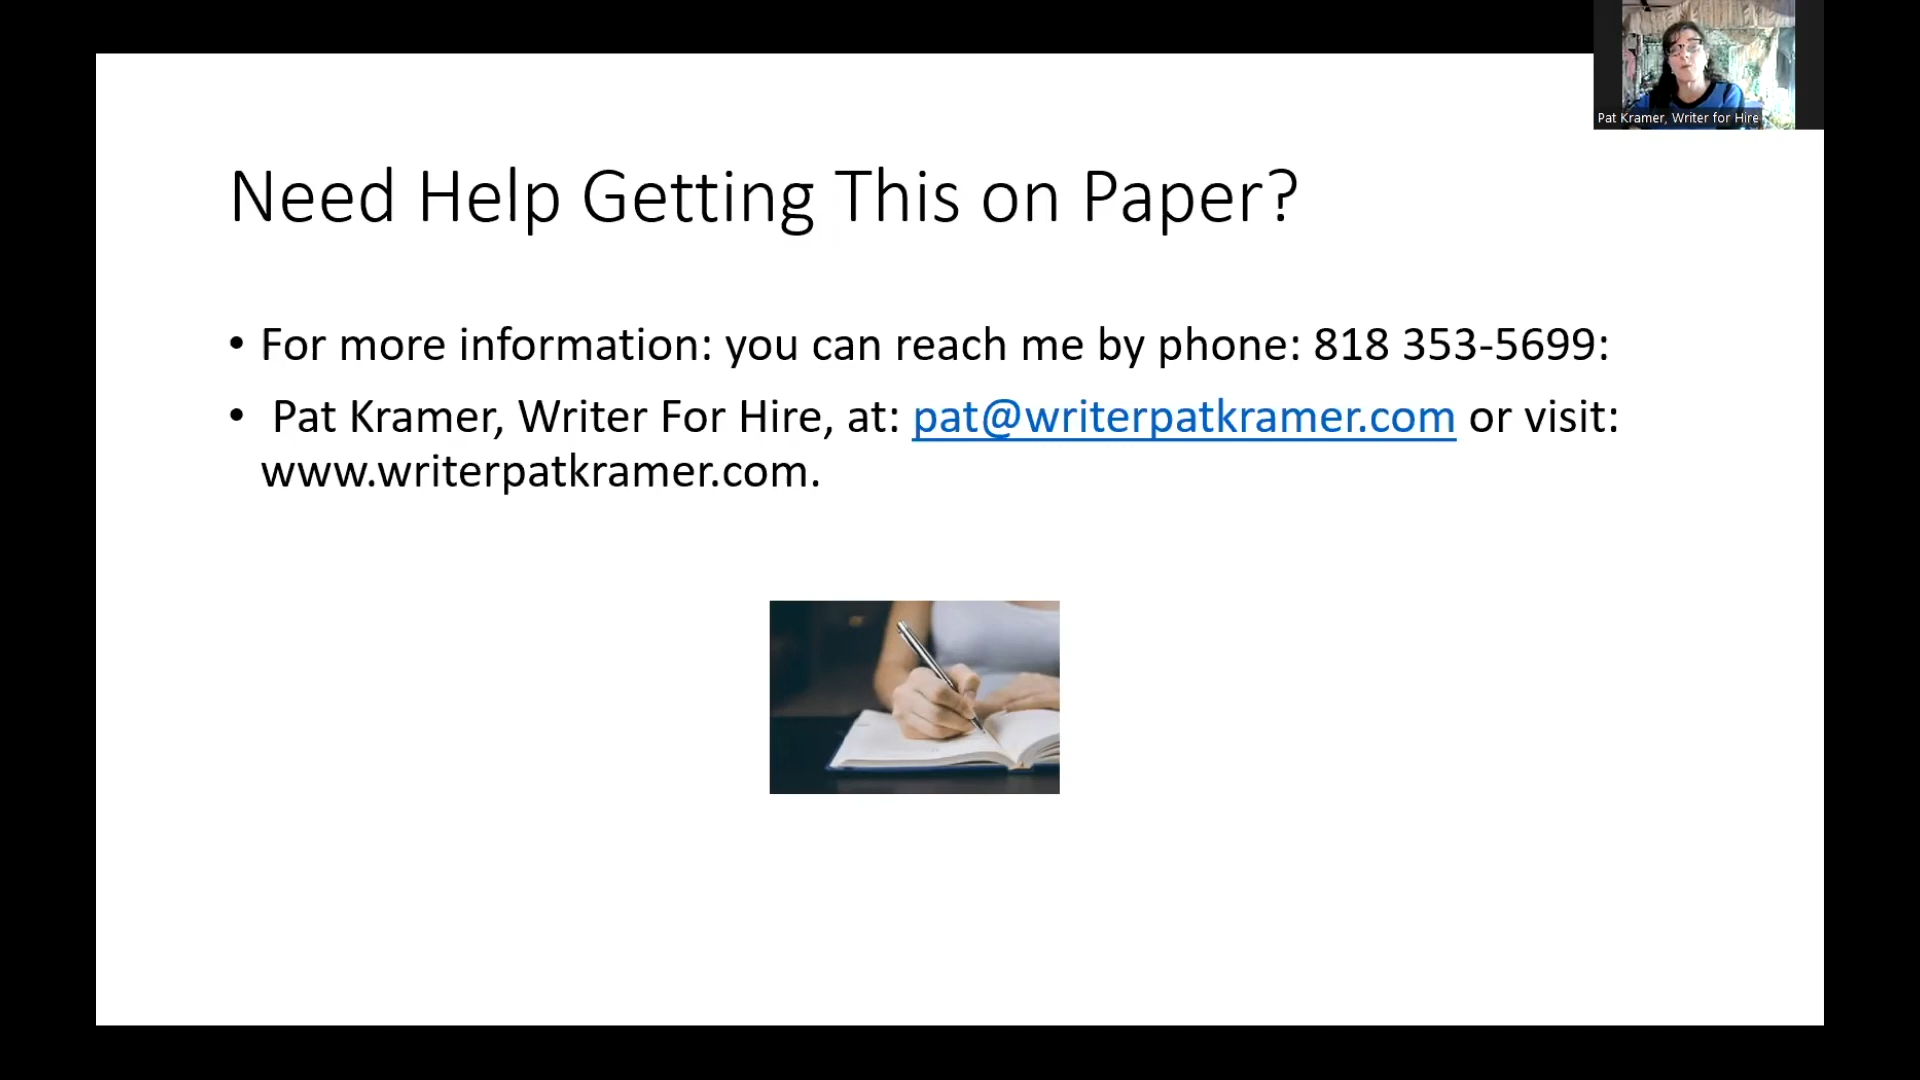 Pat Kramer, Writer for Hire
Need Help Getting This on Paper?
• For more information: you can reach me by phone: 818 353-5699:
• Pat Kramer, Writer For Hire, at: pat@writerpatkramer.com or visit:
www.writerpatkramer.com.